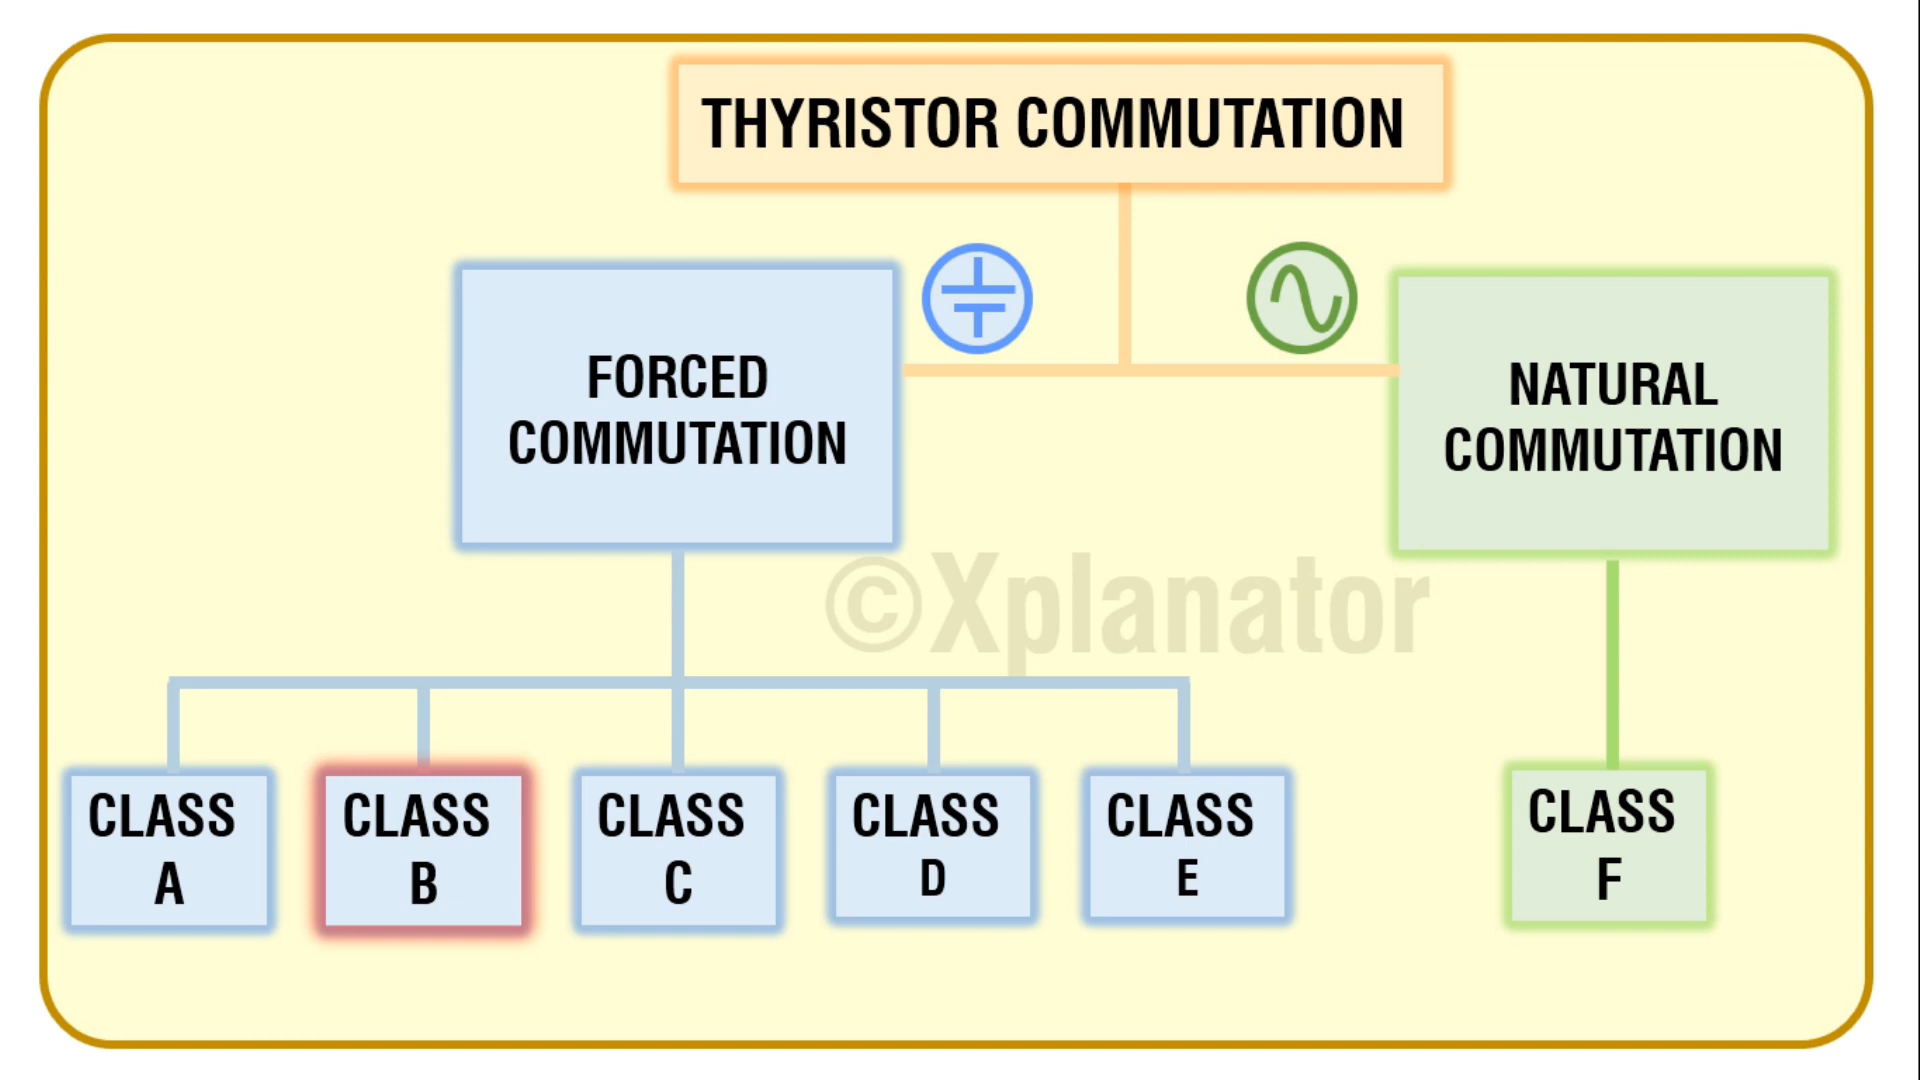 THYRISTOR COMMUTATION
FORCED
COMMUTATION
NATURAL
COMMUTATION
©Xplanator
CLASS
A
CLASS
B
CLASS
C
CLASS
D
CLASS
E
CLASS
F